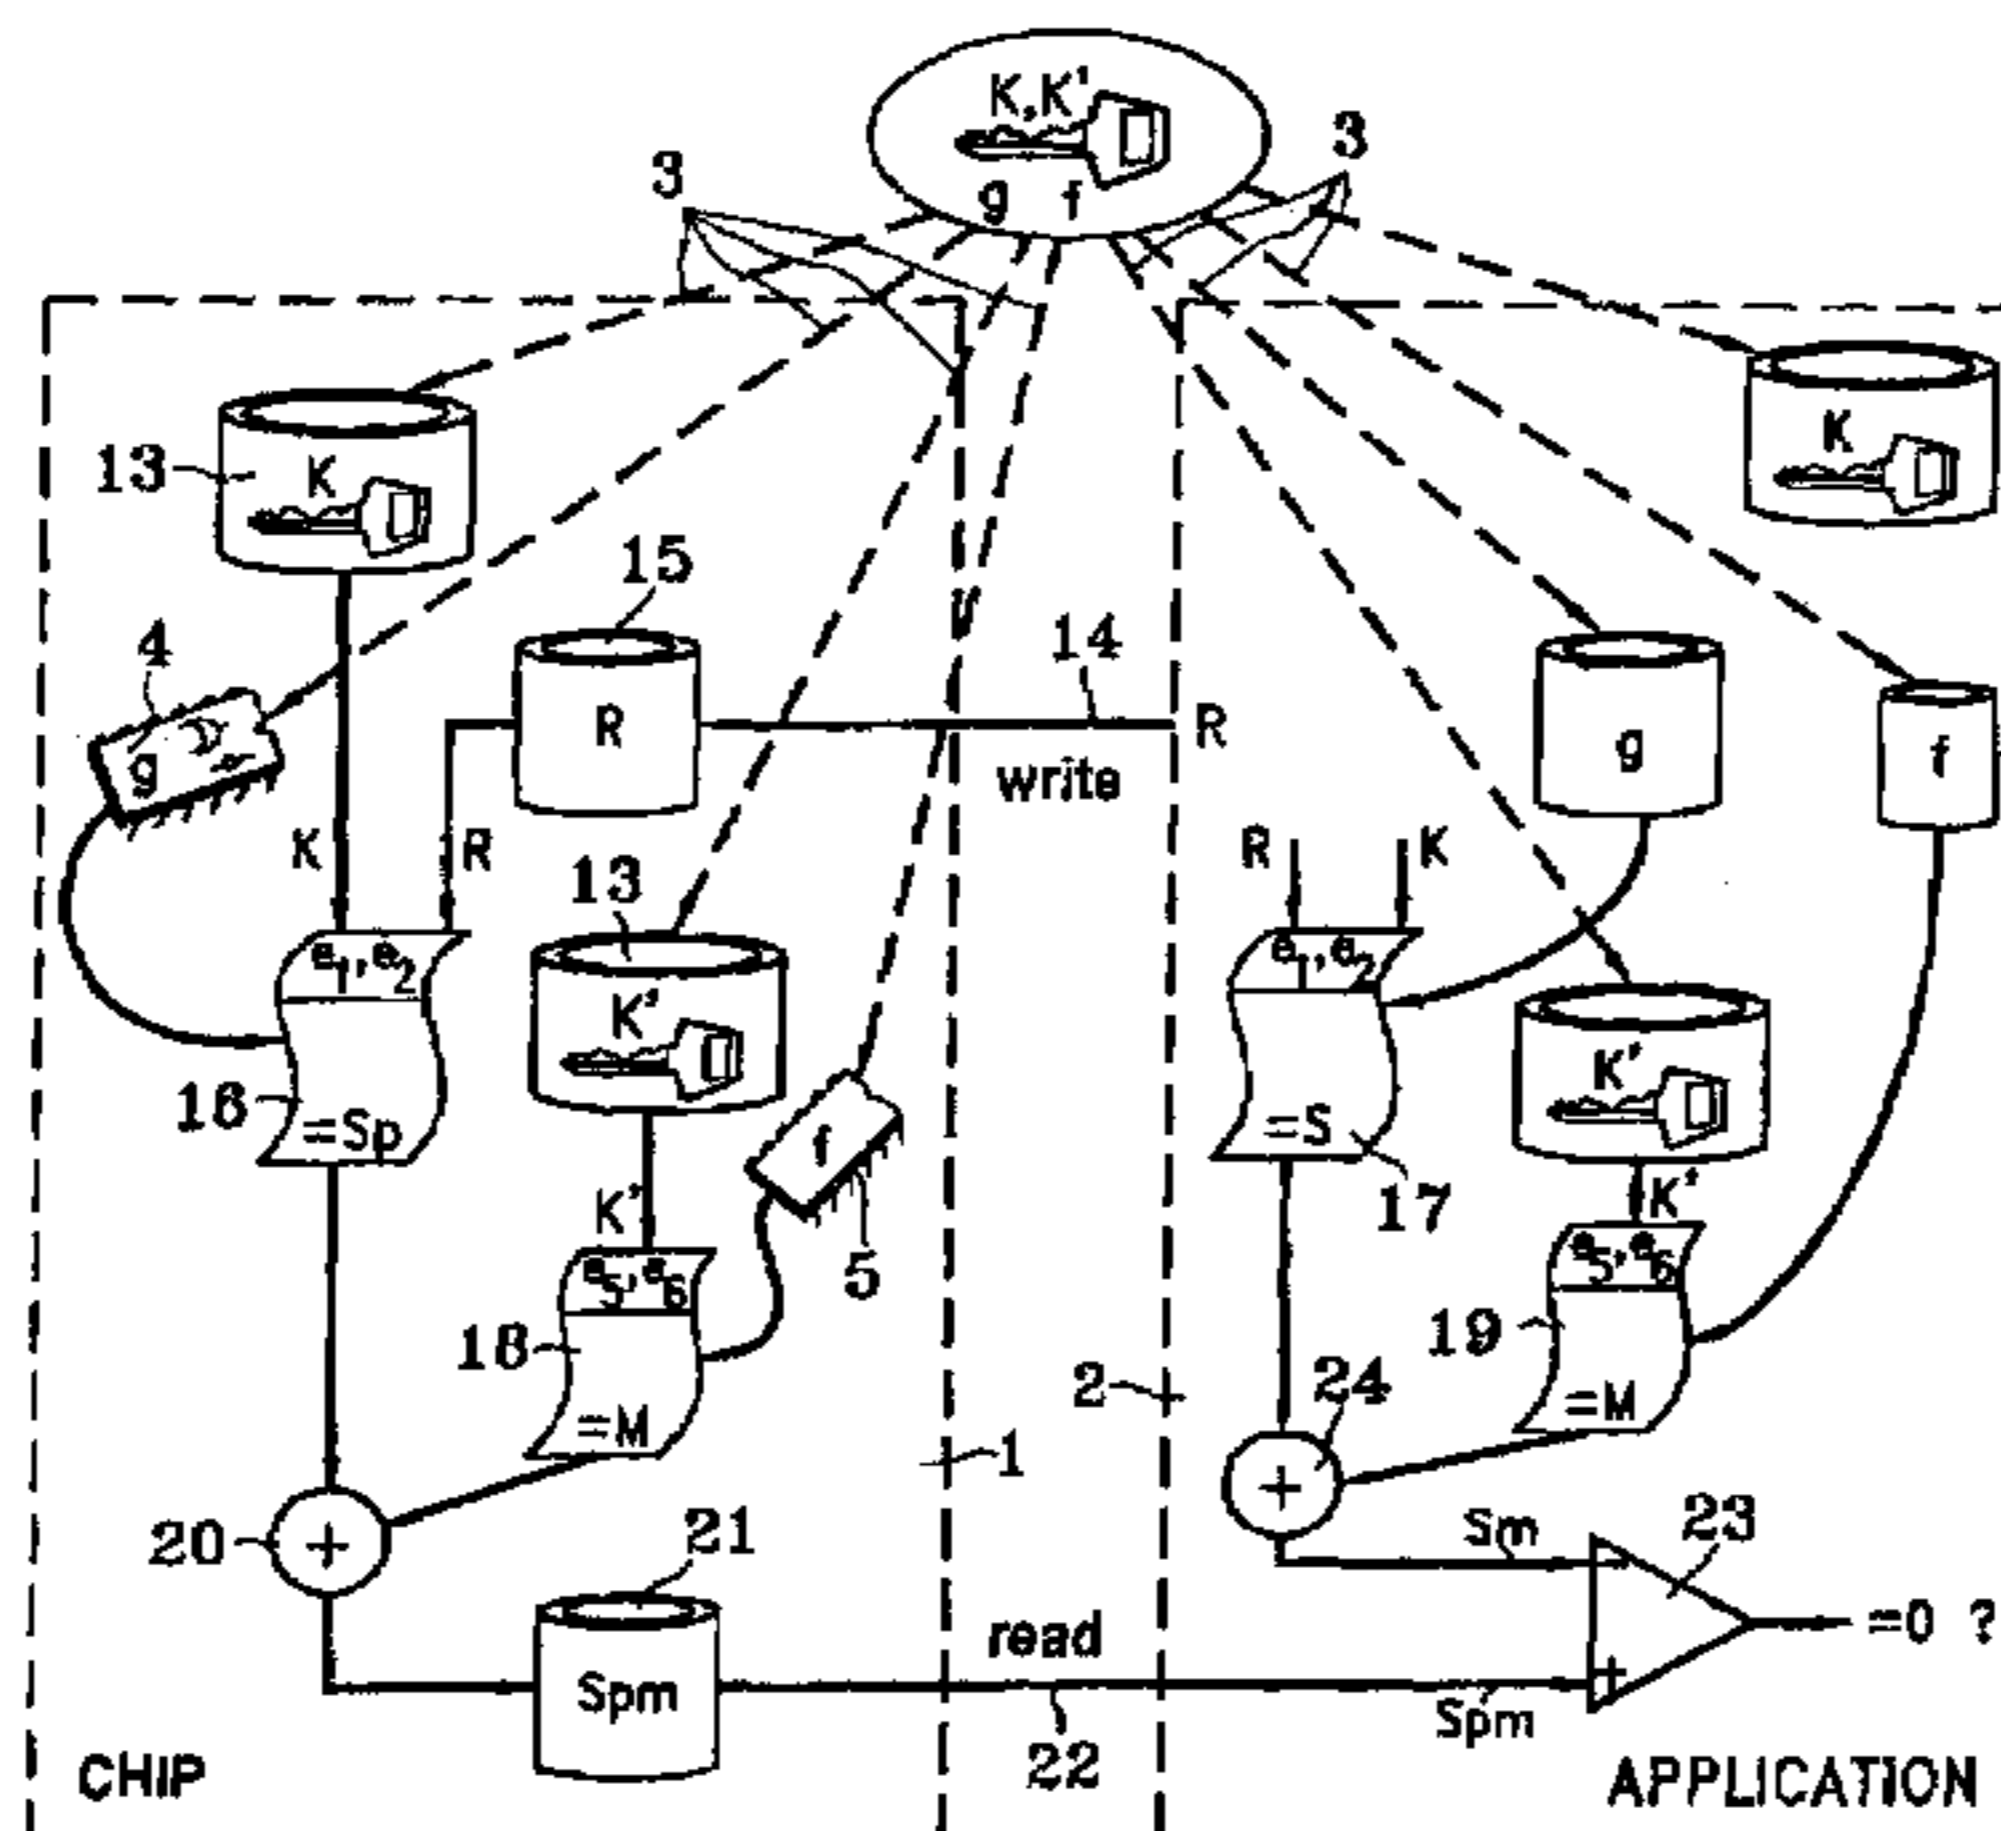 K,K'
g f
3
3
K
13
K
15
4
14
g
R
R
g
f
write
K
R
R
K
13
e1,e2
e1,e2
K'
K'
16
=Sp
f
=S
17
K'
K'
5
e5,e6
e5,e6
18
19
2
24
=M
=M
1
20
+
+
21
Sm
23
=0 ?
Spm
read
+
Spm
22
CHIP
APPLICATION